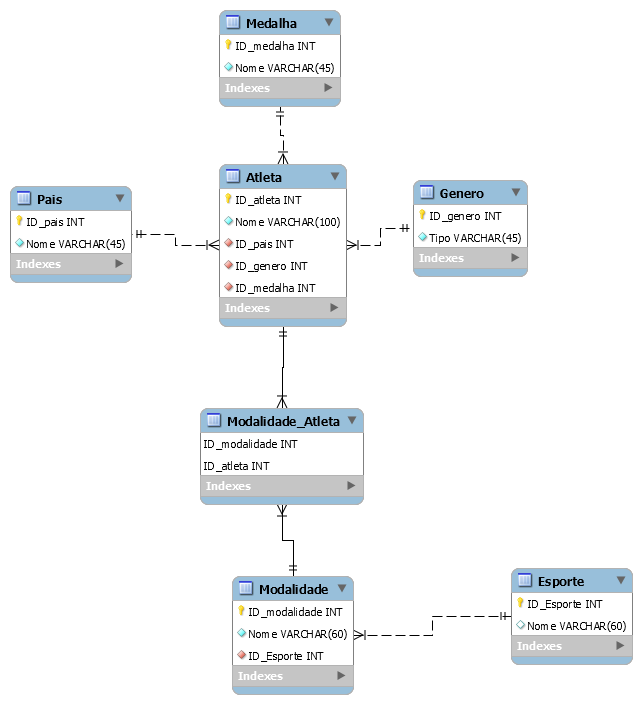 Medalha
ID_medalha INT
Nome VARCHAR(45)
Indexes
Atleta
ID_atleta INT
Nome VARCHAR(100)
ID_pais INT
ID_genero INT
ID_medalha INT
Indexes
Pais
ID_pais INT
Nome VARCHAR(45)
Indexes
Genero
ID_genero INT
Tipo VARCHAR(45)
Indexes
Modalidade_Atleta
ID_modalidade INT
ID_atleta INT
Indexes
Modalidade
ID_modalidade INT
Nome VARCHAR(60)
ID_Esporte INT
Indexes
Esporte
ID_Esporte INT
Nome VARCHAR(60)
Indexes